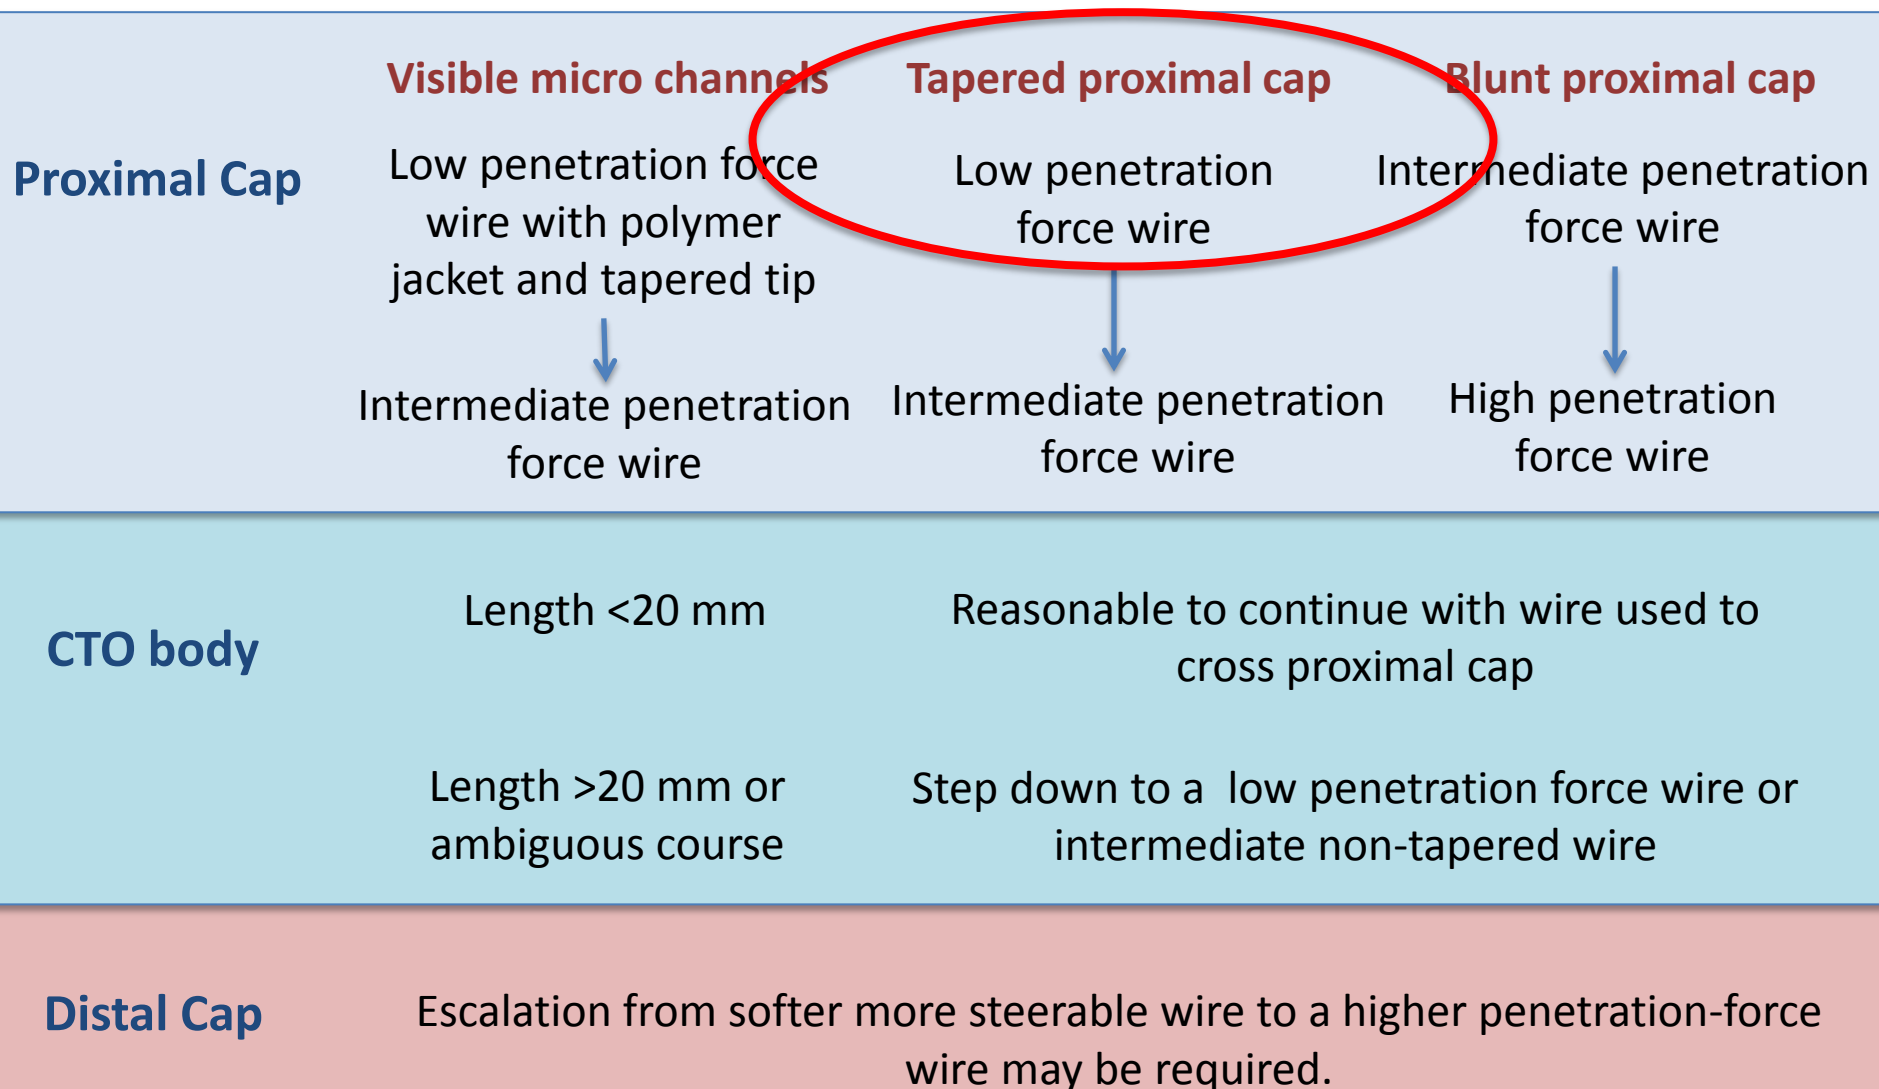 Visible micro channels
Tapered proximal cap
Blunt proximal cap
Proximal Cap
Low penetration force
wire with polymer
jacket and tapered tip
Low penetration
force wire
Intermediate penetration
force wire
Intermediate penetration
force wire
Intermediate penetration
force wire
High penetration
force wire
CTO body
Length <20 mm
Reasonable to continue with wire used to
cross proximal cap
Length >20 mm or
ambiguous course
Step down to a low penetration force wire or
intermediate non-tapered wire
Distal Cap
Escalation from softer more steerable wire to a higher penetration-force
wire may be required.